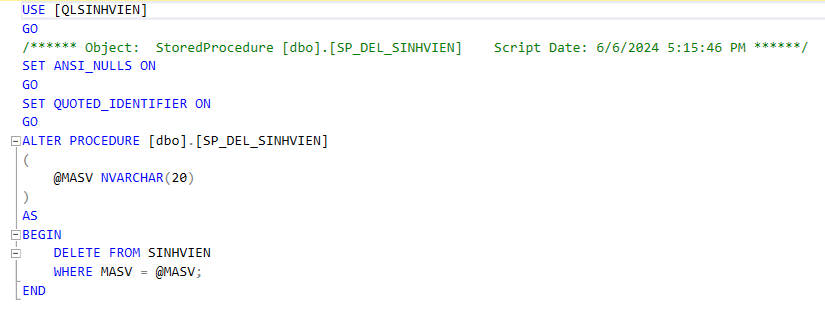 USE [QLSINHVIEN]
GO
/****** Object:  StoredProcedure [dbo].[SP_DEL_SINHVIEN]    Script Date: 6/6/2024 5:15:46 PM ******/
SET ANSI_NULLS ON
GO
SET QUOTED_IDENTIFIER ON
GO
ALTER PROCEDURE [dbo].[SP_DEL_SINHVIEN]
(
    @MASV NVARCHAR(20)
)
AS
BEGIN
    DELETE FROM SINHVIEN
    WHERE MASV = @MASV;
END